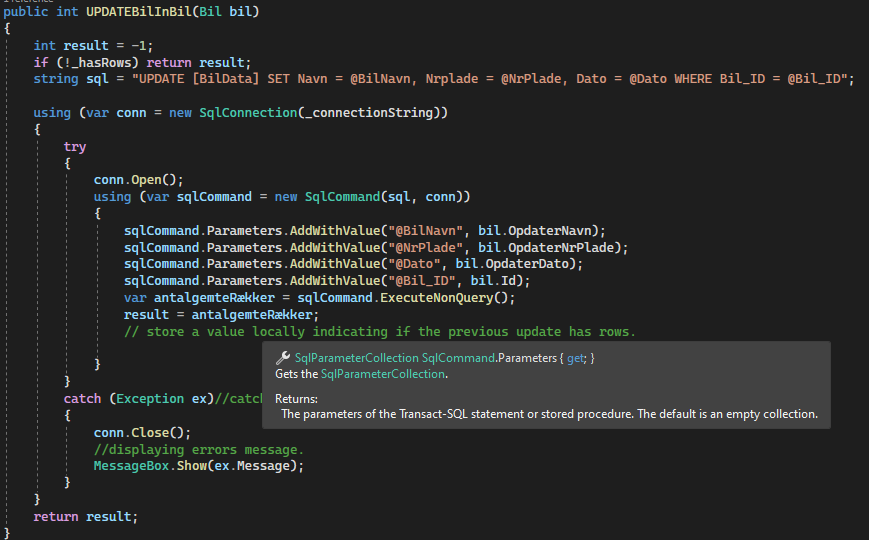 public int UPDATEBilInBil(Bil bil)
{
int result = -1;
if (!_hasRows) return result;
string sql = "UPDATE [BilData] SET Navn = @BilNavn, Nrplade = @NrPlade, Dato = @Dato WHERE Bil_ID = @Bil_ID";
using (var conn = new SqlConnection(_connectionString))
{
try
{
conn.Open();
using (var sqlCommand = new SqlCommand(sql, conn))
{
sqlCommand.Parameters.AddWithValue("@BilNavn", bil.OpdaterNavn);
sqlCommand.Parameters.AddWithValue("@NrPlade", bil.OpdaterNrPlade);
sqlCommand.Parameters.AddWithValue("@Dato", bil.OpdaterDato);
sqlCommand.Parameters.AddWithValue("@Bil_ID", bil.Id);
var antalgemteRækker = sqlCommand.ExecuteNonQuery();
result = antalgemteRækker;
// store a value locally indicating if the previous update has rows.
}
}
SqlParameterCollection SqlCommand.Parameters { get; }
Gets the SqlParameterCollection.
Returns:
The parameters of the Transact-SQL statement or stored procedure. The default is an empty collection.
catch (Exception ex)//catch
{
conn.Close();
//displaying errors message.
MessageBox.Show(ex.Message);
}
}
return result;
}